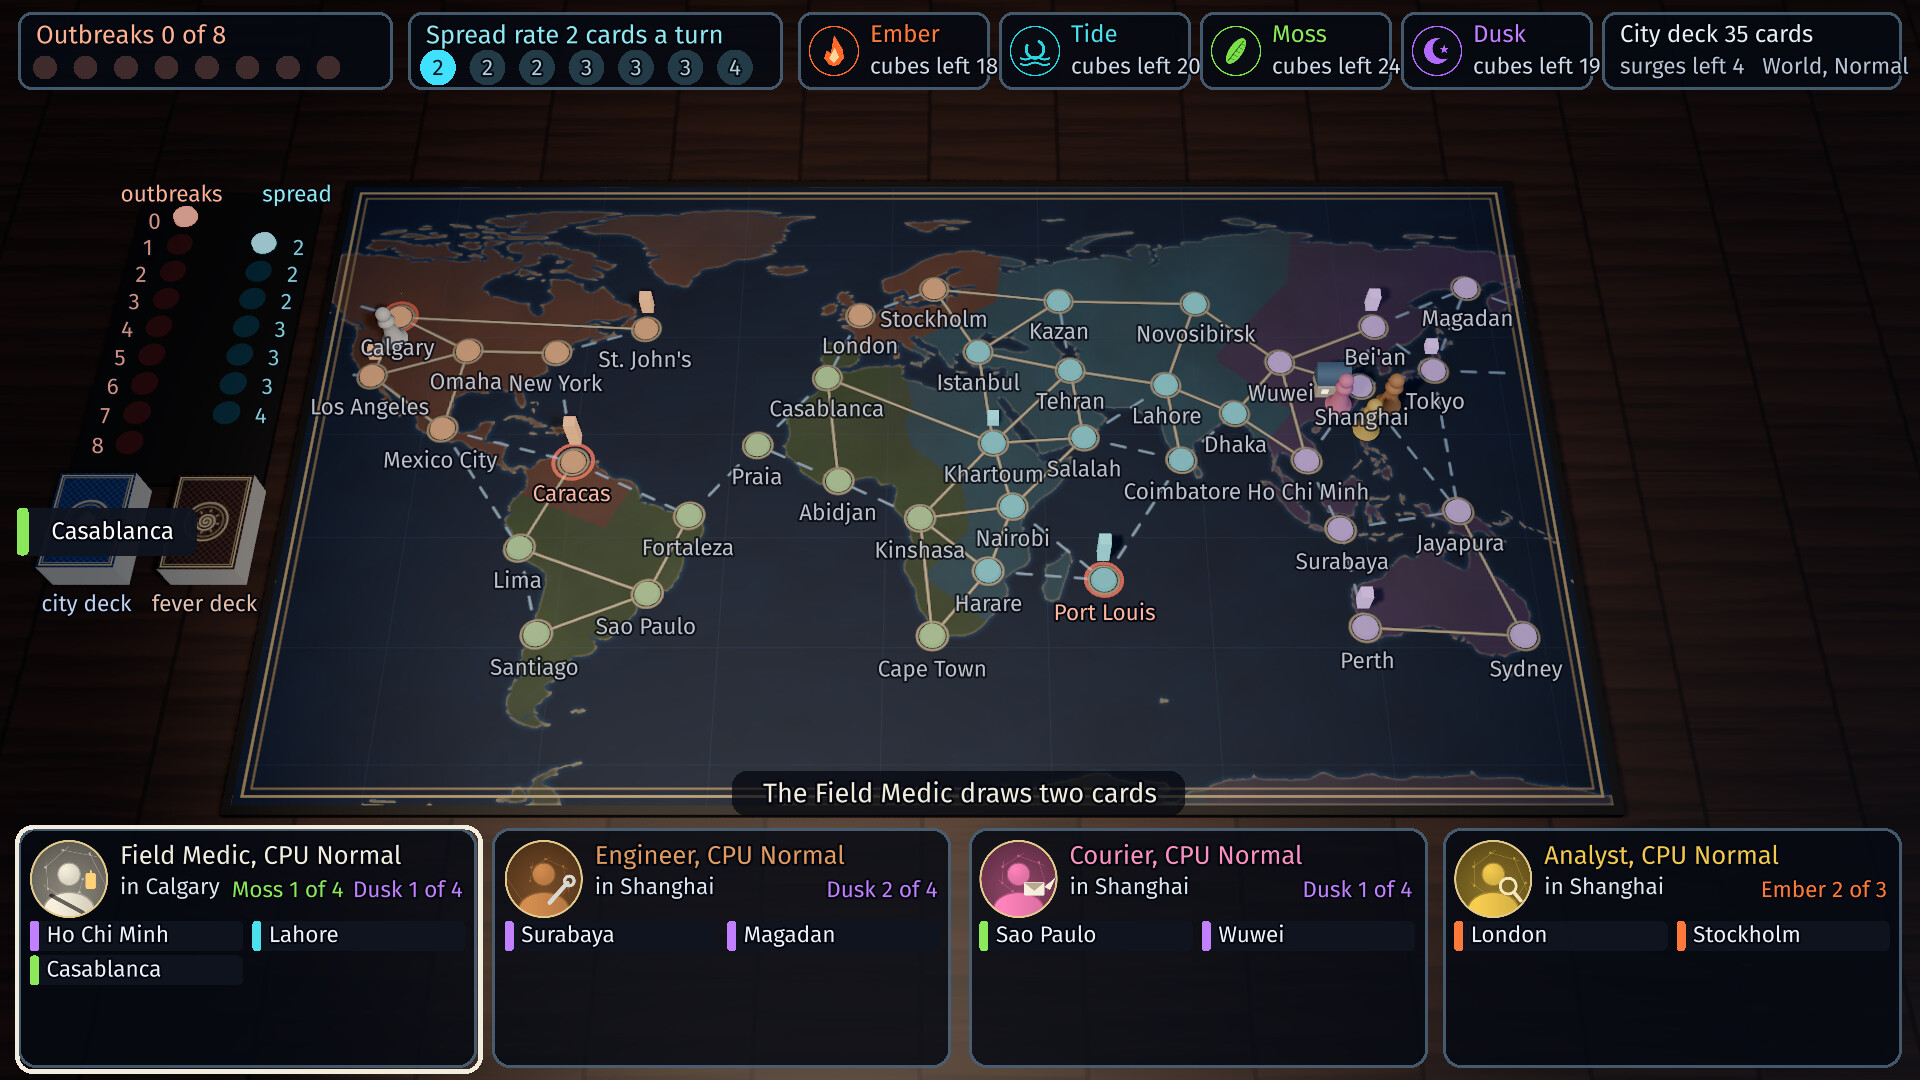 Outbreaks 0 of 8
Spread rate 2 cards a turn
2 2 2 3 3 3 4
Ember
cubes left 18
Tide
cubes left 20
Moss
cubes left 24
Dusk
cubes left 19
City deck 35 cards
surges left 4 World, Normal
outbreaks spread
0
1 2
2 2
3 2
4 3
5 3
6 3
7 4
8
Casablanca
city deck fever deck
Calgary
Omaha
New York
St. John's
Los Angeles
Mexico City
Caracas
Lima
Fortaleza
Sao Paulo
Santiago
London
Stockholm
Casablanca
Praia
Abidjan
Istanbul
Kazan
Novosibirsk
Tehran
Lahore
Dhaka
Khartoum
Salalah
Coimbatore
Kinshasa
Nairobi
Harare
Port Louis
Cape Town
Wuwei
Bei'an
Magadan
Shanghai
Tokyo
Ho Chi Minh
Surabaya
Jayapura
Perth
Sydney
The Field Medic draws two cards
Field Medic, CPU Normal
in Calgary Moss 1 of 4 Dusk 1 of 4
Ho Chi Minh Lahore
Casablanca
Engineer, CPU Normal
in Shanghai Dusk 2 of 4
Surabaya Magadan
Courier, CPU Normal
in Shanghai Dusk 1 of 4
Sao Paulo Wuwei
Analyst, CPU Normal
in Shanghai Ember 2 of 3
London Stockholm